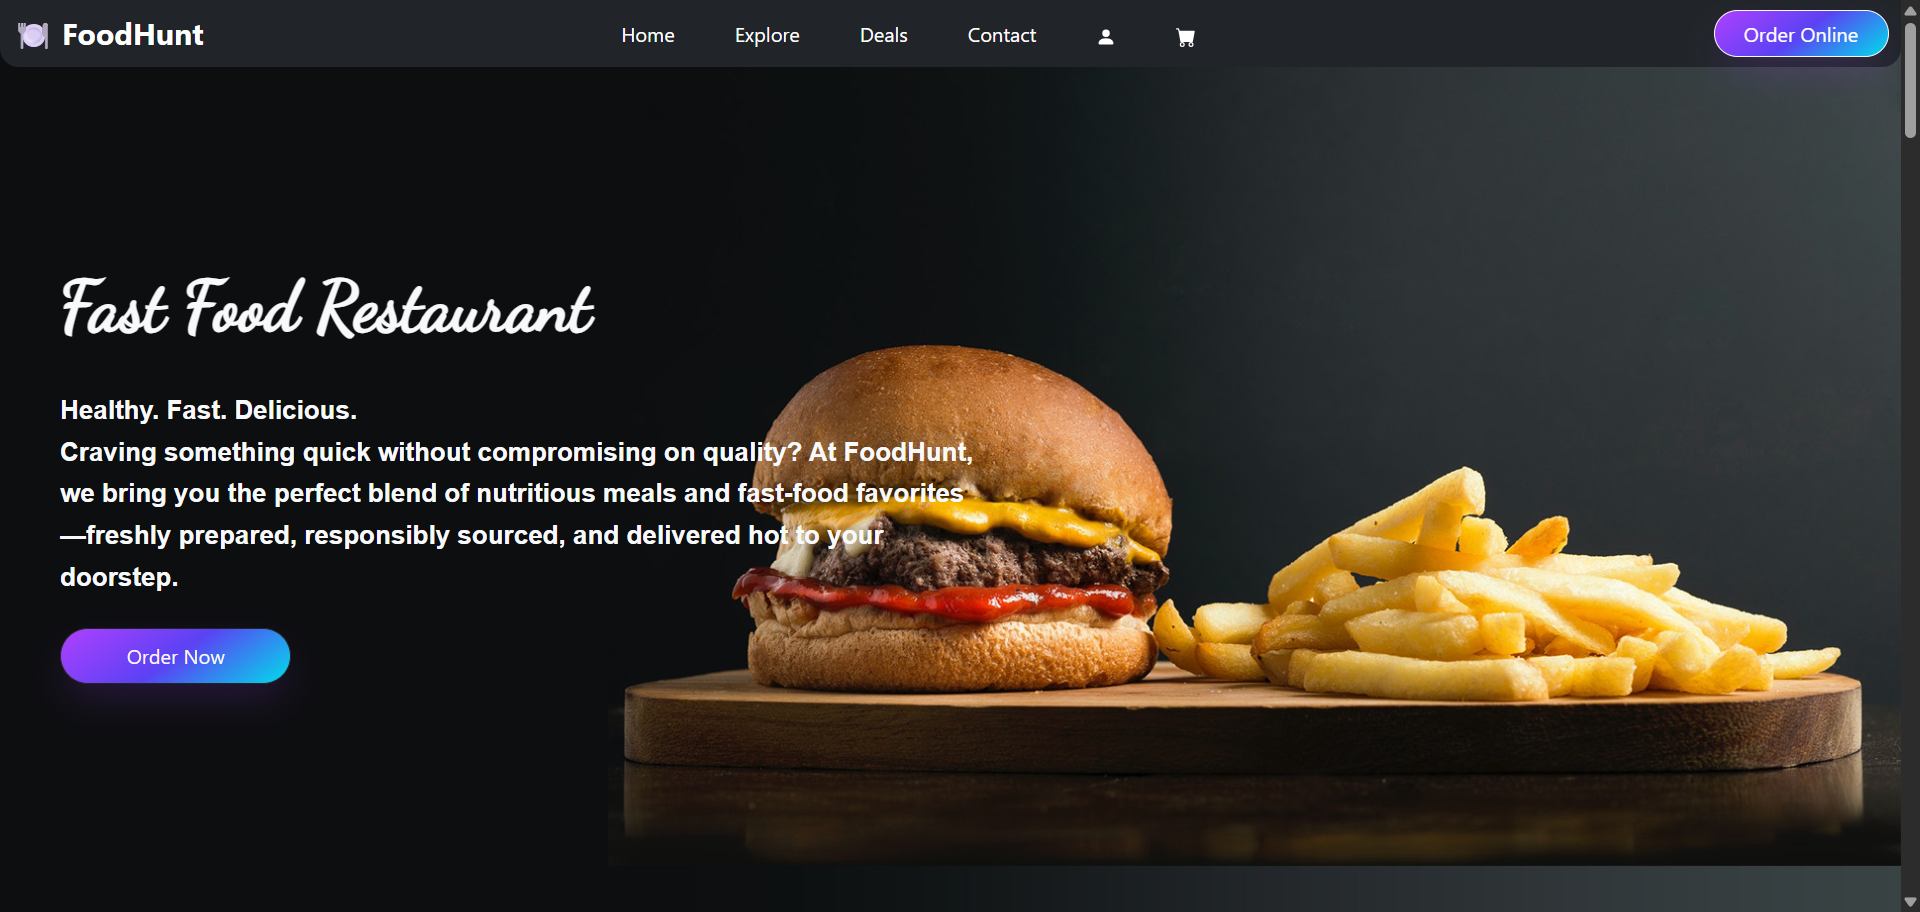 FoodHunt
Home
Explore
Deals
Contact
Order Online
Fast Food Restaurant
Healthy. Fast. Delicious.
Craving something quick without compromising on quality? At FoodHunt,
we bring you the perfect blend of nutritious meals and fast-food favorites
—freshly prepared, responsibly sourced, and delivered hot to your
doorstep.
Order Now